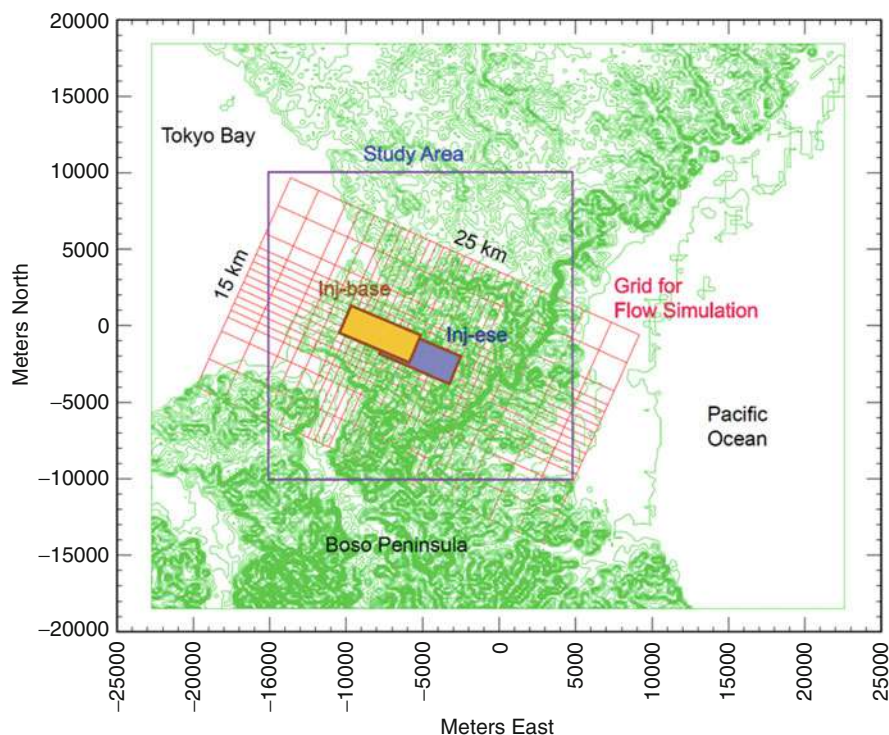 20000
15000
10000
5000
0
−5000
−10000
−15000
−20000
Meters North
Tokyo Bay
Study Area
25 km
15 km
Inj-base
Inj-ese
Grid for
Flow Simulation
Pacific
Ocean
Boso Peninsula
−25000
−20000
−16000
−10000
−5000
0
5000
10000
15000
20000
25000
Meters East